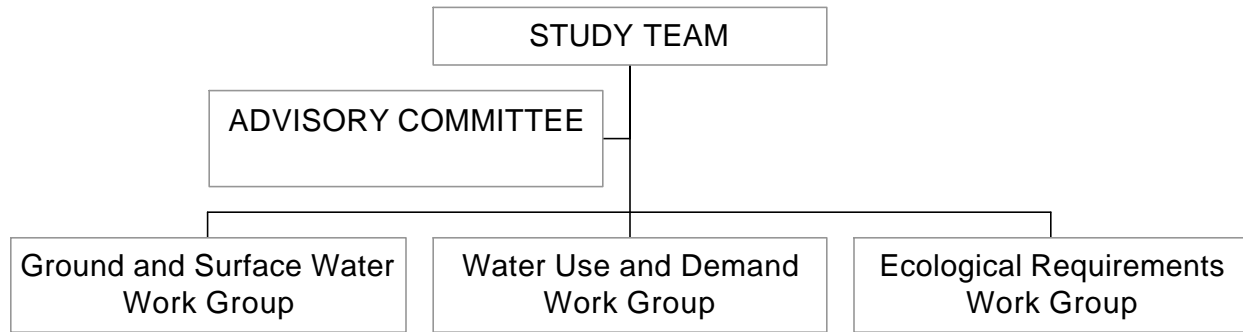 STUDY TEAM
ADVISORY COMMITTEE
Ground and Surface Water
Work Group
Water Use and Demand
Work Group
Ecological Requirements
Work Group